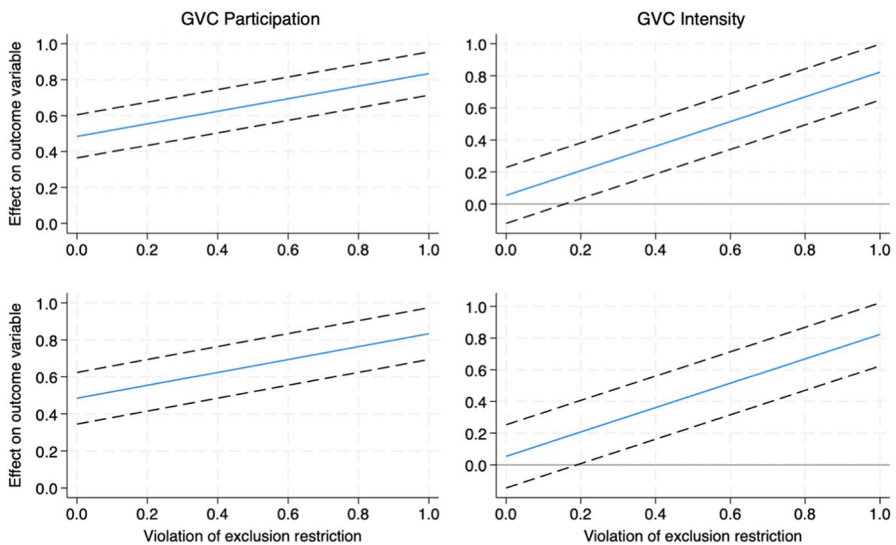 GVC Participation
GVC Intensity
Effect on outcome variable
1.0
0.8
0.6
0.4
0.2
0.0
0.0 0.2 0.4 0.6 0.8 1.0
1.0
0.8
0.6
0.4
0.2
0.0
0.0 0.2 0.4 0.6 0.8 1.0
Effect on outcome variable
1.0
0.8
0.6
0.4
0.2
0.0
0.0 0.2 0.4 0.6 0.8 1.0
Violation of exclusion restriction
1.0
0.8
0.6
0.4
0.2
0.0
0.0 0.2 0.4 0.6 0.8 1.0
Violation of exclusion restriction